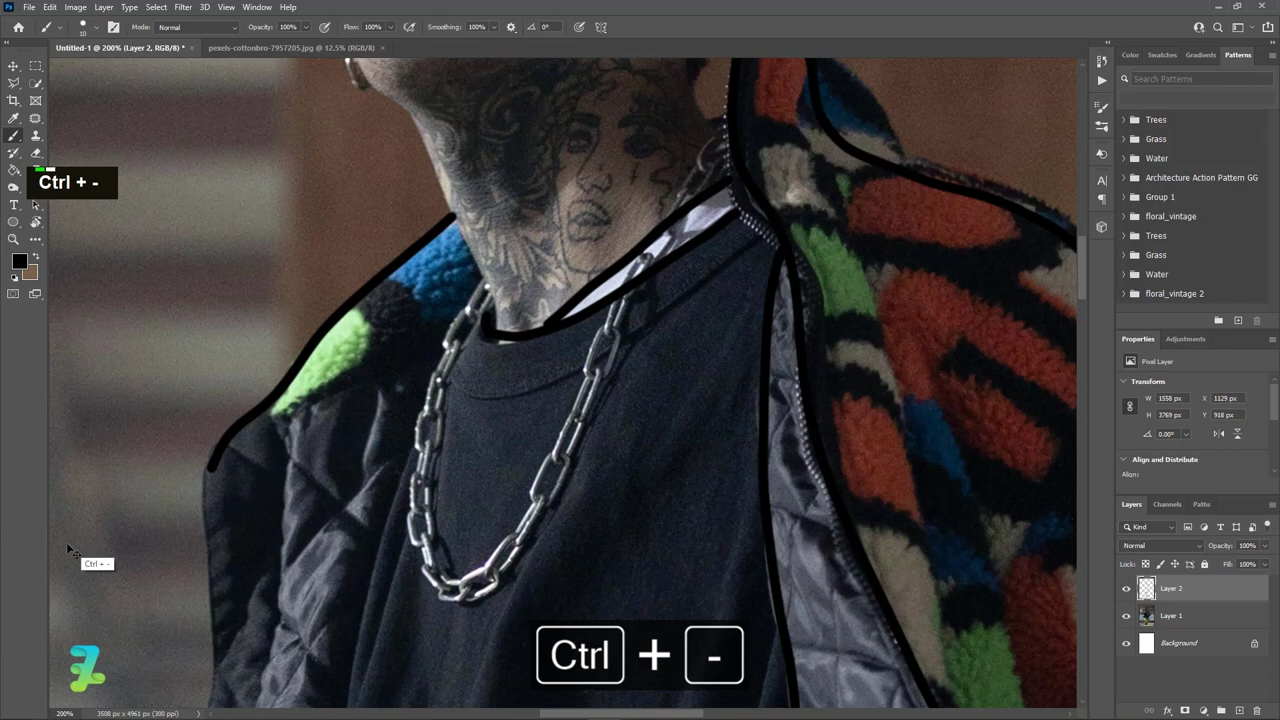 File Edit Image Layer Type Select Filter 3D View Window Help
10 Mode: Normal Opacity: 100% Flow: 100% Smoothing: 100% 0°
Untitled-1 @ 200% (Layer 2, RGB/8) * × pexels-cottonbro-7957205.jpg @ 12.5% (RGB/8) ×
Ctrl + -
Ctrl + -
Ctrl + -
Color Swatches Gradients Patterns
Search Patterns
Trees
Grass
Water
Architecture Action Pattern GG
Group 1
floral_vintage
Trees
Grass
Water
floral_vintage 2
Properties Adjustments
Pixel Layer
Transform
W 1558 px X 1129 px
H 3769 px Y 918 px
0.00°
Align and Distribute
Align:
Layers Channels Paths
Kind
Normal Opacity: 100%
Lock: Fill: 100%
Layer 2
Layer 1
Background
200% 3508 px x 4961 px (300 ppi)